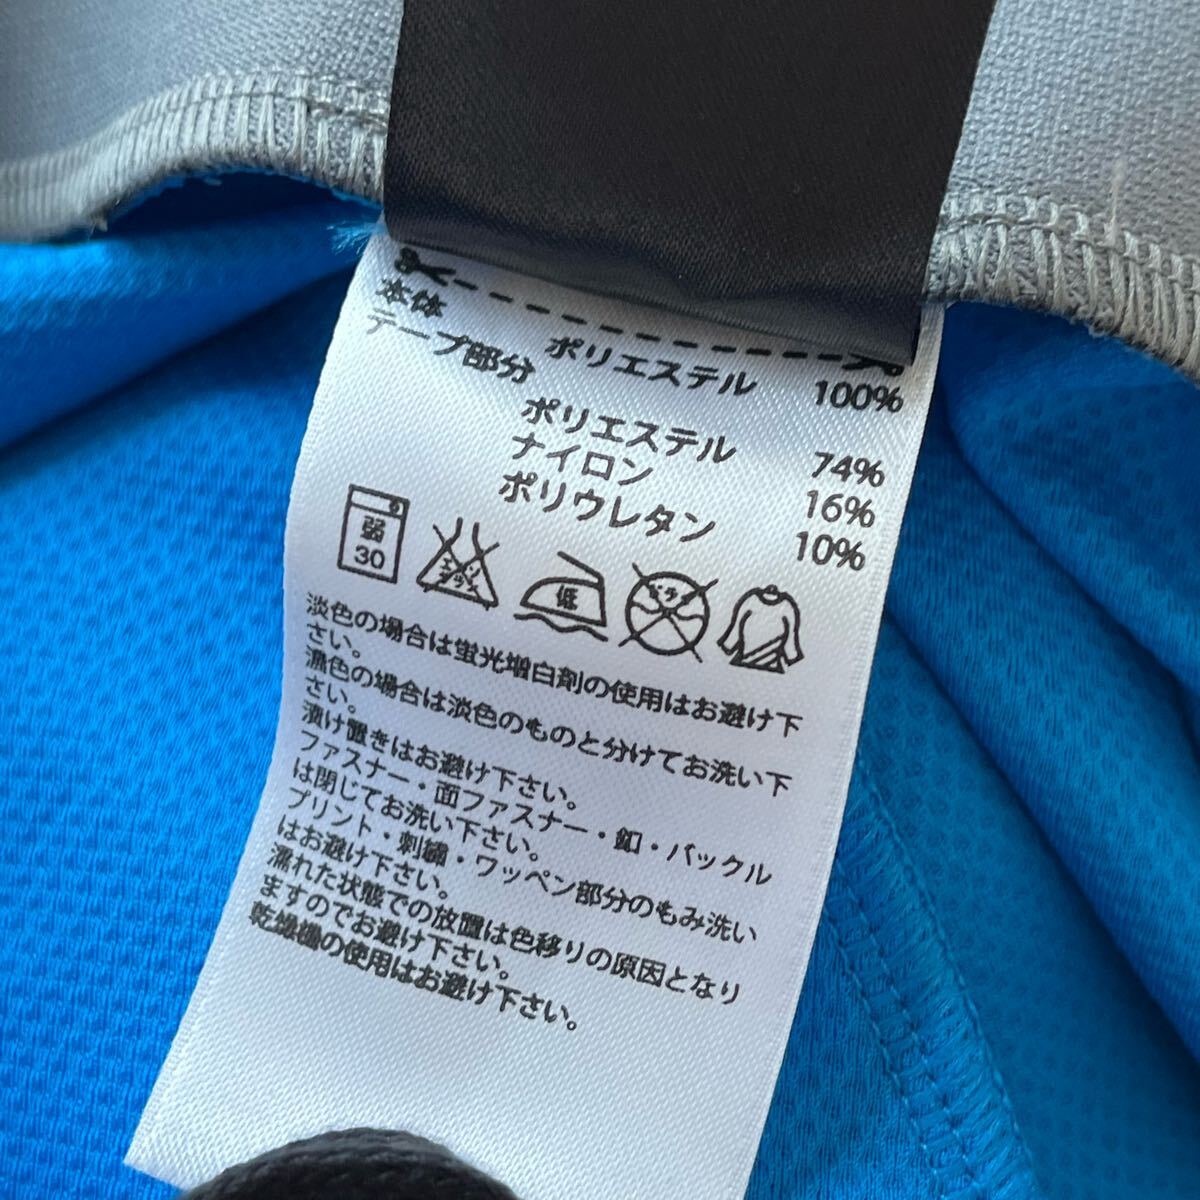 本体
ポリエステル 100%
テープ部分
ポリエステル 74%
ナイロン 16%
ポリウレタン 10%
弱 30
エンソ サラシ
低
ドライ
淡色の場合は蛍光増白剤の使用はお避け下
さい。
濃色の場合は淡色のものと分けてお洗い下
さい。
漬け置きはお避け下さい。
ファスナー・面ファスナー・釦・バックル
は閉じてお洗い下さい。
プリント・刺繍・ワッペン部分のもみ洗い
はお避け下さい。
濡れた状態での放置は色移りの原因となり
ますのでお避け下さい。
乾燥機の使用はお避け下さい。